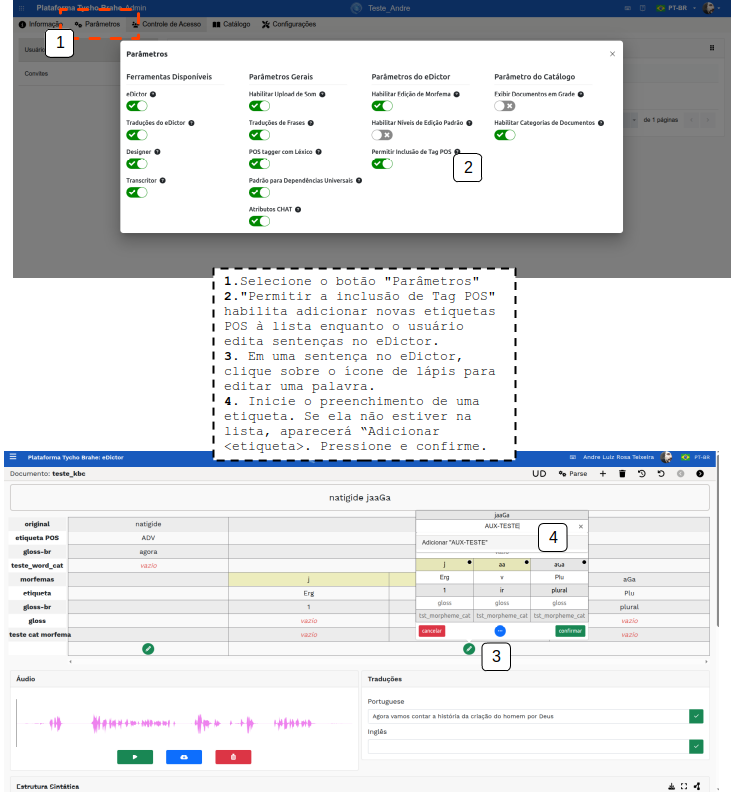 Plataforma Tycho Brahe Admin
Teste_Andre
PT-BR
Informação
Parâmetros
Controle de Acesso
Catálogo
Configurações
1
Usuário
Convites
de 1 páginas
Parâmetros
×
Ferramentas Disponíveis
Parâmetros Gerais
Parâmetros do eDictor
Parâmetro do Catálogo
eDictor
Habilitar Upload de Som
Habilitar Edição de Morfema
Exibir Documentos em Grade
Traduções do eDictor
Traduções de Frases
Habilitar Níveis de Edição Padrão
Habilitar Categorias de Documentos
Designer
POS tagger com Léxico
Permitir Inclusão de Tag POS
2
Transcritor
Padrão para Dependências Universais
Atributos CHAT
1.Selecione o botão "Parâmetros"
2."Permitir a inclusão de Tag POS"
habilita adicionar novas etiquetas
POS à lista enquanto o usuário
edita sentenças no eDictor.
3. Em uma sentença no eDictor,
clique sobre o ícone de lápis para
editar uma palavra.
4. Inicie o preenchimento de uma
etiqueta. Se ela não estiver na
lista, aparecerá “Adicionar
<etiqueta>. Pressione e confirme.
Plataforma Tycho Brahe: eDictor
Andre Luiz Rosa Teixeira
PT-BR
Documento: teste_kbc
UD
Parse
natigide jaaGa
original natigide
etiqueta POS ADV
gloss-br agora
teste_word_cat vazio
morfemas j aGa
etiqueta Erg Plu
gloss-br 1 plural
gloss vazio vazio
teste cat morfema vazio vazio
jaaGa
AUX-TESTE ×
Adicionar "AUX-TESTE"
4
vazio
j aa aGa
Erg v Plu
1 ir plural
gloss gloss gloss
tst_morpheme_cat tst_morpheme_cat tst_morpheme_cat
cancelar
confirmar
3
Áudio
Traduções
Portuguese
Agora vamos contar a história da criação do homem por Deus
Inglês
Estrutura Sintática